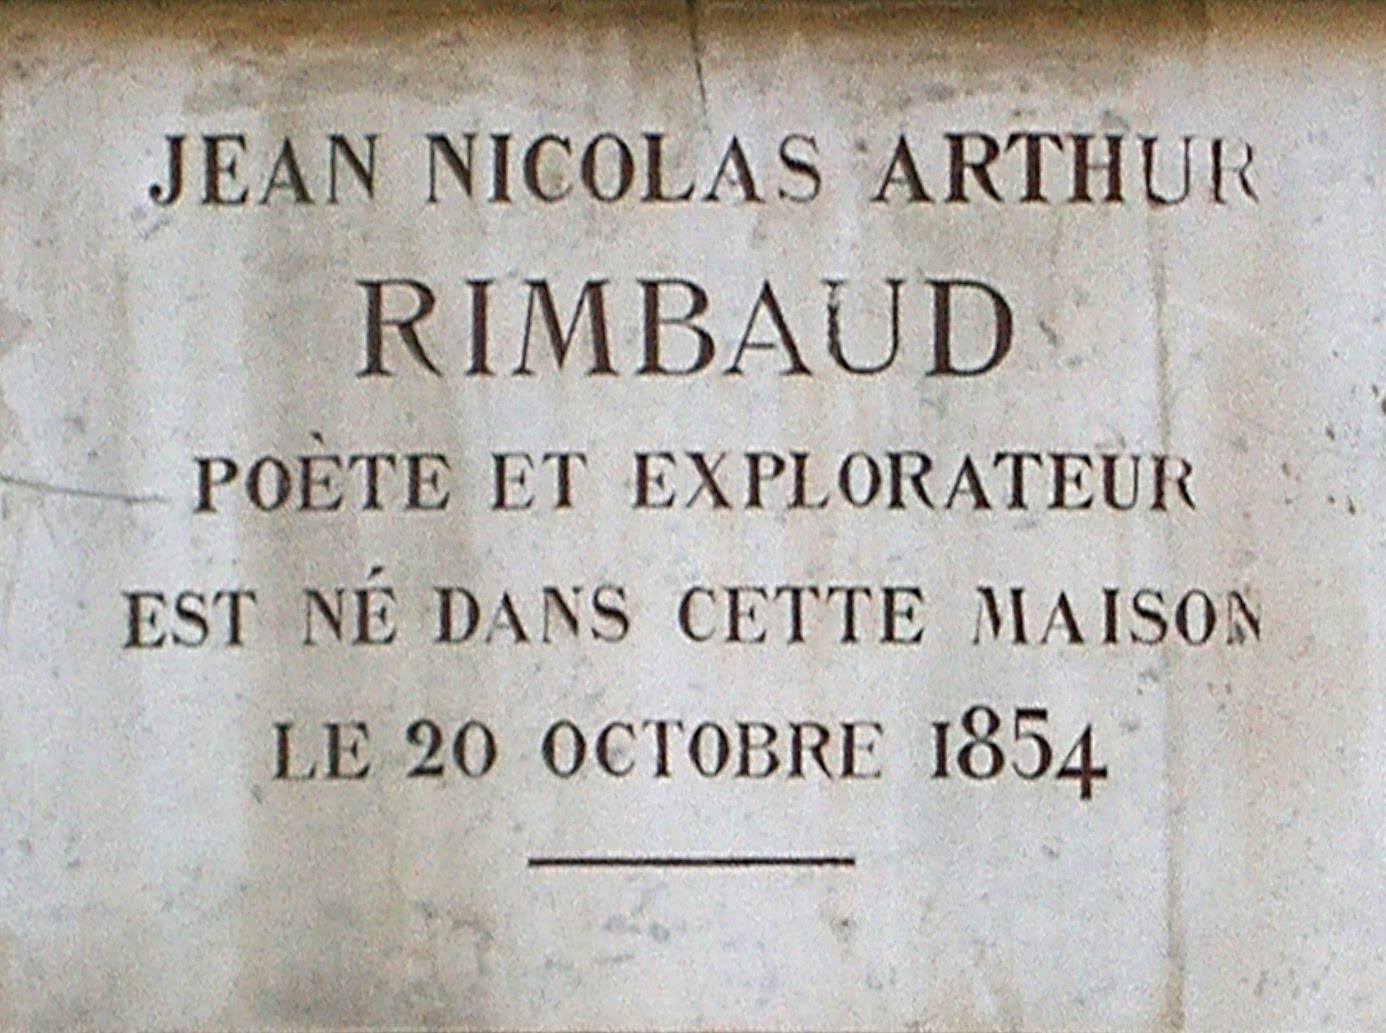 JEAN NICOLAS ARTHUR
RIMBAUD
POÈTE ET EXPLORATEUR
EST NÉ DANS CETTE MAISON
LE 20 OCTOBRE 1854